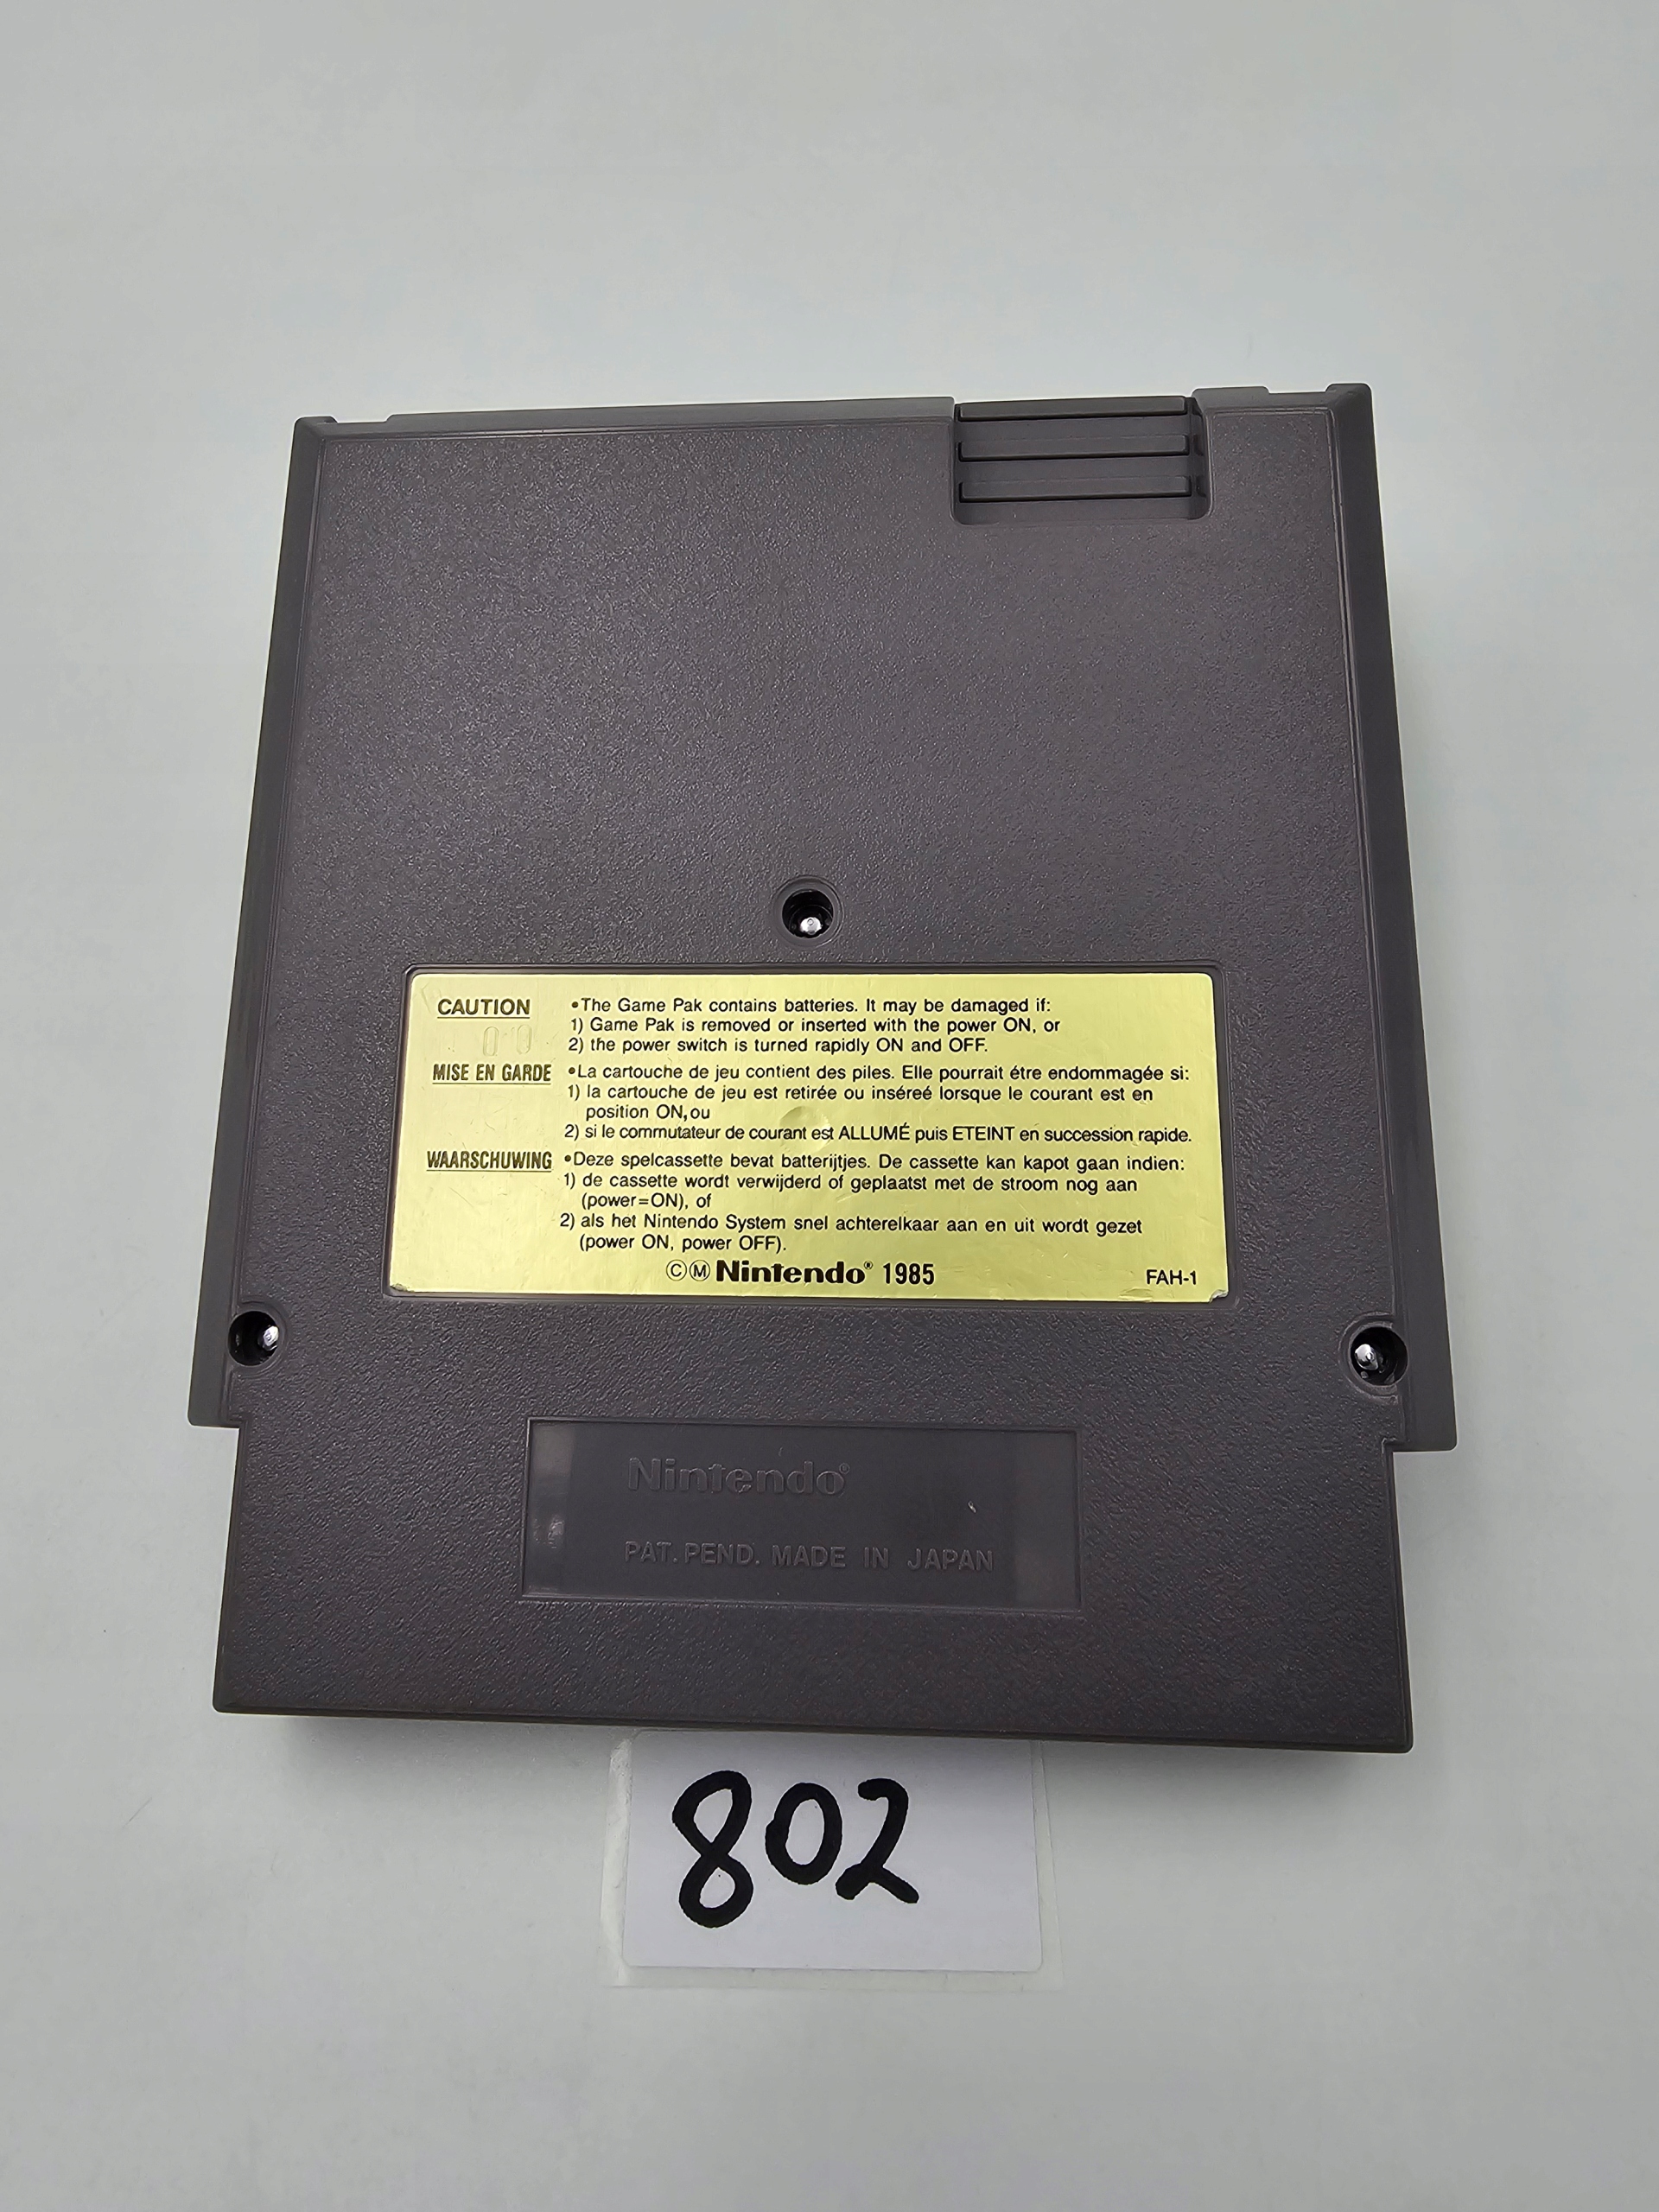 CAUTION •The Game Pak contains batteries. It may be damaged if:
1) Game Pak is removed or inserted with the power ON, or
2) the power switch is turned rapidly ON and OFF.
MISE EN GARDE •La cartouche de jeu contient des piles. Elle pourrait étre endommagée si:
1) la cartouche de jeu est retirée ou inséreé lorsque le courant est en
position ON, ou
2) si le commutateur de courant est ALLUMÉ puis ETEINT en succession rapide.
WAARSCHUWING •Deze spelcassette bevat batterijtjes. De cassette kan kapot gaan indien:
1) de cassette wordt verwijderd of geplaatst met de stroom nog aan
(power=ON), of
2) als het Nintendo System snel achterelkaar aan en uit wordt gezet
(power ON, power OFF).
ⒸⓂ Nintendo® 1985 FAH-1
Nintendo®
PAT. PEND. MADE IN JAPAN
802